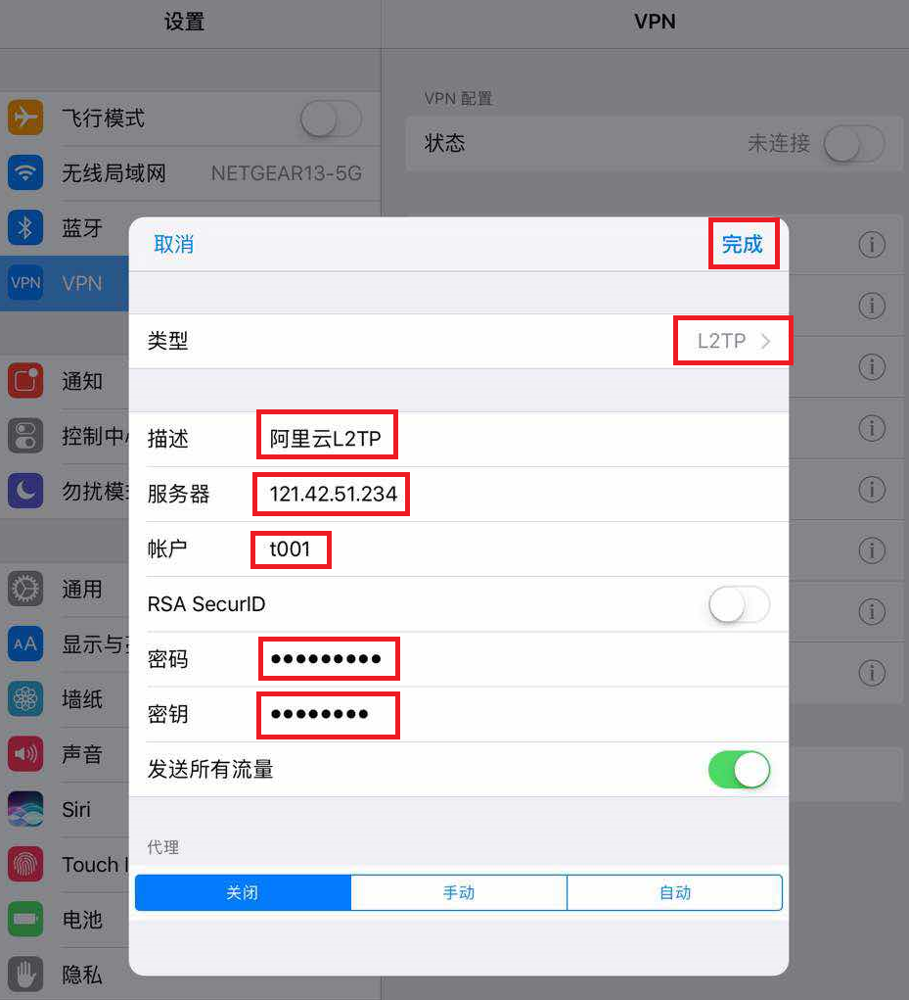 设置
VPN
飞行模式
无线局域网 NETGEAR13-5G
蓝牙
VPN VPN
通知
控制中
勿扰模
通用
AA 显示与
墙纸
声音
Siri
Touch I
电池
隐私
VPN 配置
状态 未连接
取消 完成
类型 L2TP
描述 阿里云L2TP
服务器 121.42.51.234
帐户 t001
RSA SecurID
密码 ●●●●●●●●●
密钥 ●●●●●●●●
发送所有流量
代理
关闭 手动 自动